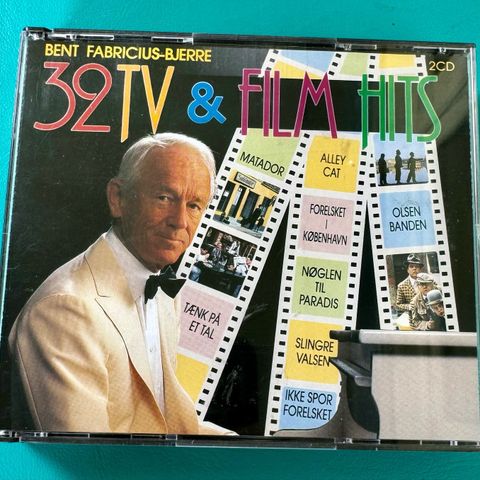 BENT FABRICIUS-BJERRE
2CD
32 TV & FILM HITS
MATADOR
TÆNK PÅ
ET TAL
ALLEY
CAT
FORELSKET
I
KØBENHAVN
NØGLEN
TIL
PARADIS
SLINGRE
VALSEN
IKKE SPOR
FORELSKET
OLSEN
BANDEN